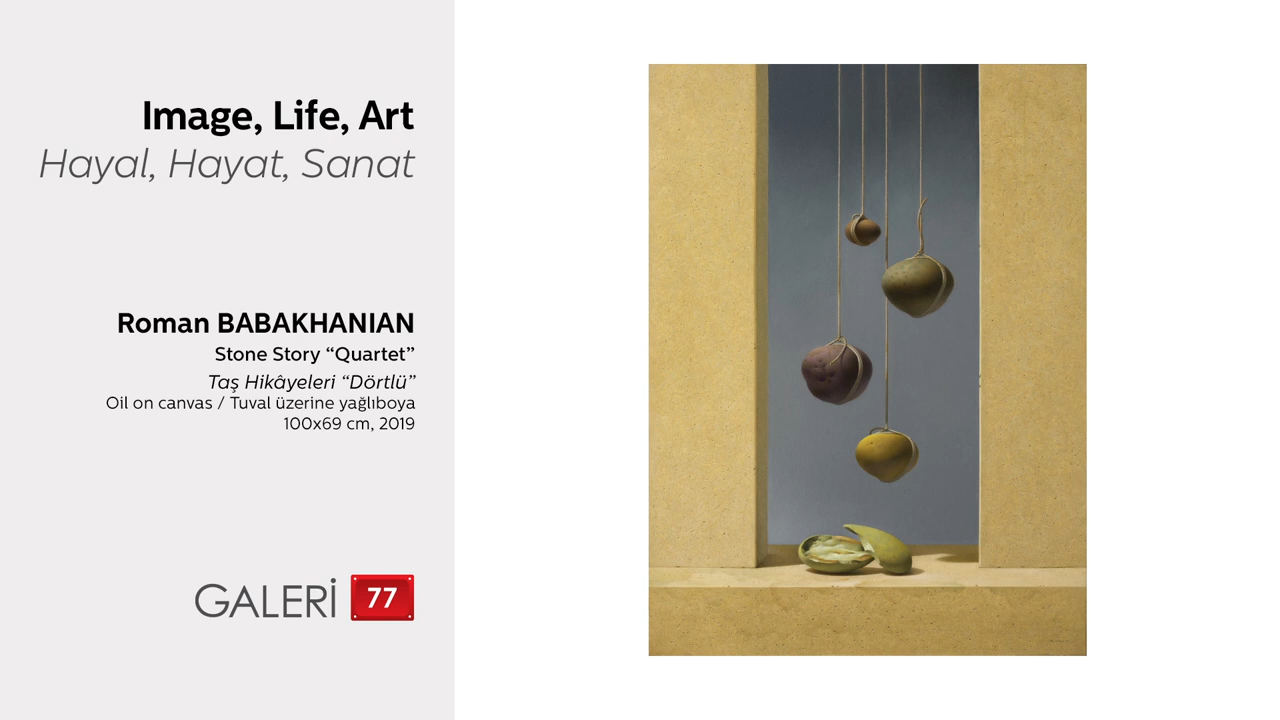 Image, Life, Art
Hayal, Hayat, Sanat
Roman BABAKHANIAN
Stone Story “Quartet”
Taş Hikâyeleri “Dörtlü”
Oil on canvas / Tuval üzerine yağlıboya
100x69 cm, 2019
GALERİ 77